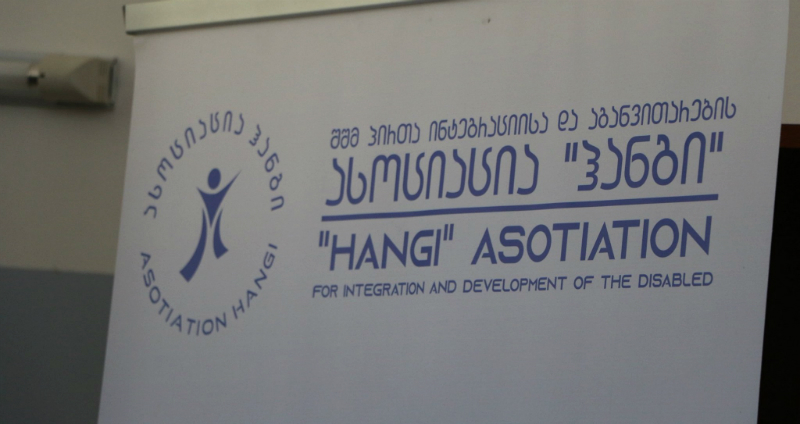 ასოციაცია ჰანგი
ASOTIATION HANGI
შშმ პირთა ინტეგრაციისა და განვითარების
ასოციაცია "ჰანგი"
"HANGI" ASOTIATION
FOR INTEGRATION AND DEVELOPMENT OF THE DISABLED